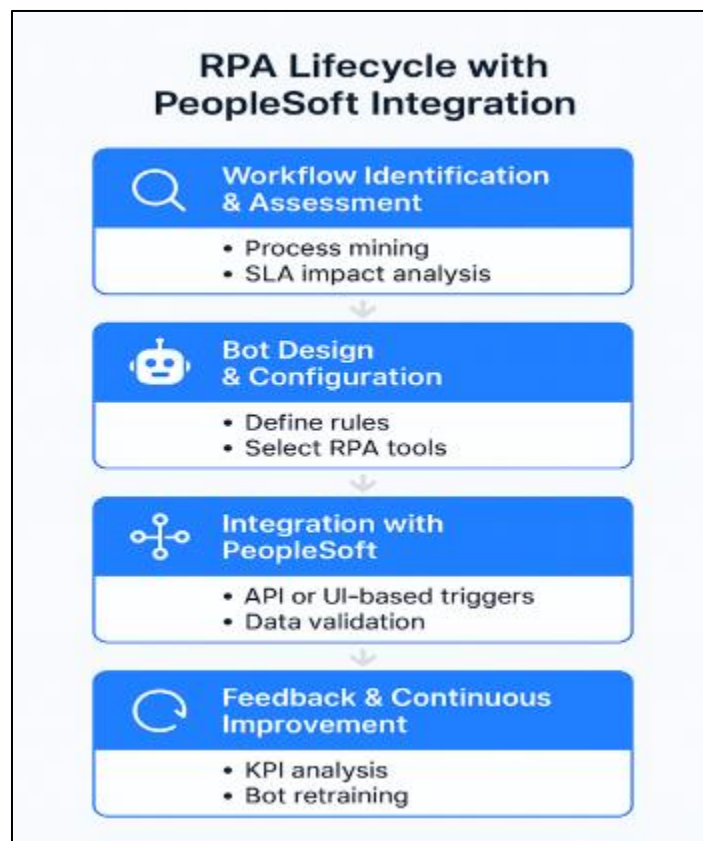 RPA Lifecycle with
PeopleSoft Integration
Workflow Identification
& Assessment
• Process mining
• SLA impact analysis
Bot Design
& Configuration
• Define rules
• Select RPA tools
Integration with
PeopleSoft
• API or UI-based triggers
• Data validation
Feedback & Continuous
Improvement
• KPI analysis
• Bot retraining